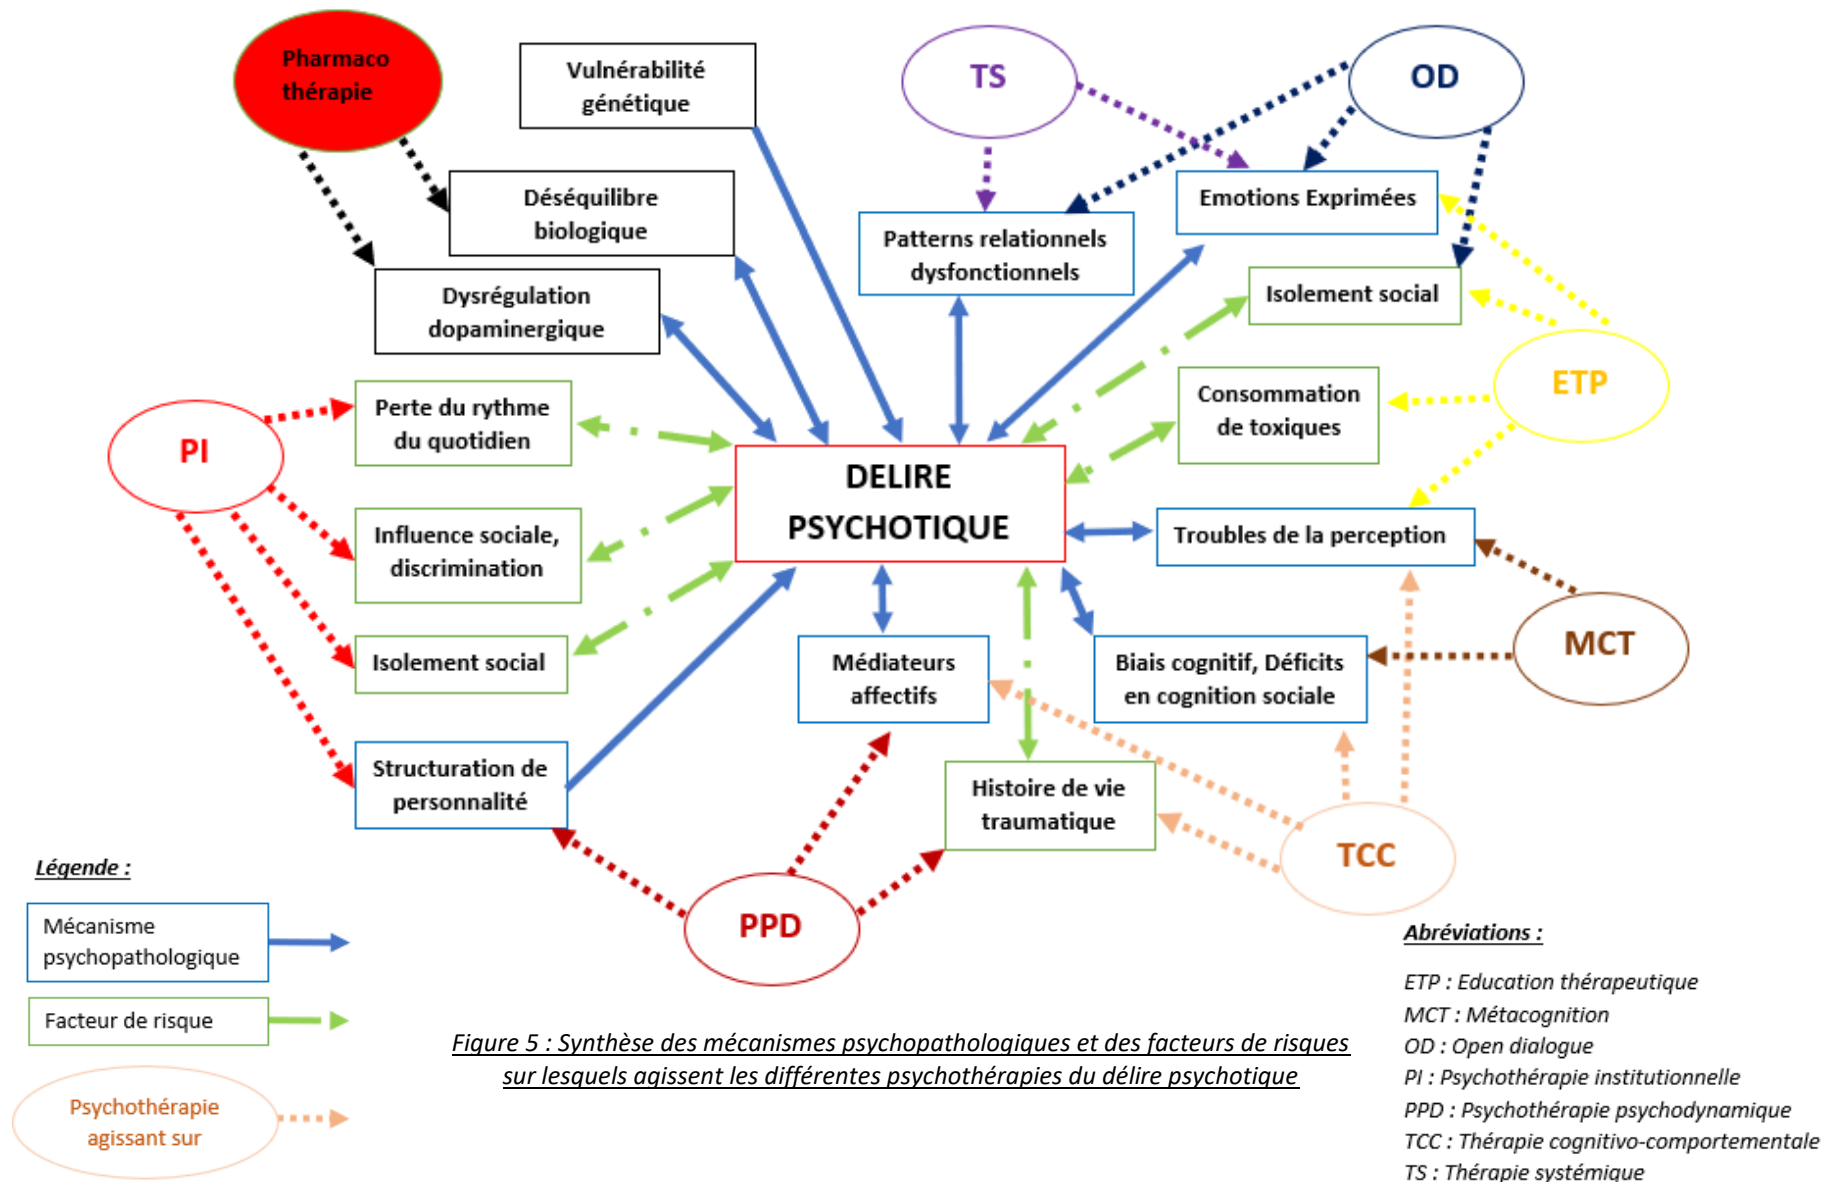 Pharmaco
thérapie
Vulnérabilité
génétique
TS
OD
Déséquilibre
biologique
Emotions Exprimées
Patterns relationnels
dysfonctionnels
Dysrégulation
dopaminergique
Isolement social
Perte du rythme
du quotidien
Consommation
de toxiques
ETP
PI
DELIRE
PSYCHOTIQUE
Influence sociale,
discrimination
Troubles de la perception
Isolement social
Médiateurs
affectifs
Biais cognitif, Déficits
en cognition sociale
MCT
Structuration de
personnalité
Histoire de vie
traumatique
TCC
PPD
Légende :
Mécanisme
psychopathologique
Facteur de risque
Psychothérapie
agissant sur
Figure 5 : Synthèse des mécanismes psychopathologiques et des facteurs de risques
sur lesquels agissent les différentes psychothérapies du délire psychotique
Abréviations :
ETP : Education thérapeutique
MCT : Métacognition
OD : Open dialogue
PI : Psychothérapie institutionnelle
PPD : Psychothérapie psychodynamique
TCC : Thérapie cognitivo-comportementale
TS : Thérapie systémique